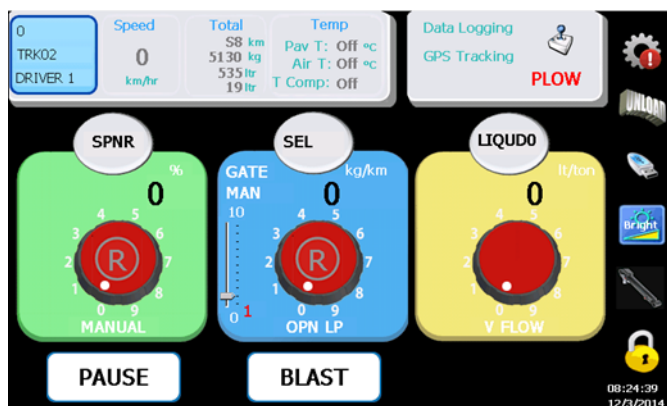 0
TRK02
DRIVER 1
Speed
0
km/hr
Total
58 km
5130 kg
535 ltr
19 ltr
Temp
Pav T: Off ºc
Air T: Off ºc
T Comp: Off
Data Logging
GPS Tracking
PLOW
UNLOAD
Bright
SPNR
%
0
0 1 2 3 4 5 6 7 8 9
R
MANUAL
SEL
GATE
MAN
kg/km
0
10
0 1
0 1 2 3 4 5 6 7 8 9
R
OPN LP
LIQUD0
lt/ton
0
0 1 2 3 4 5 6 7 8 9
V FLOW
PAUSE
BLAST
08:24:39
12/3/2014